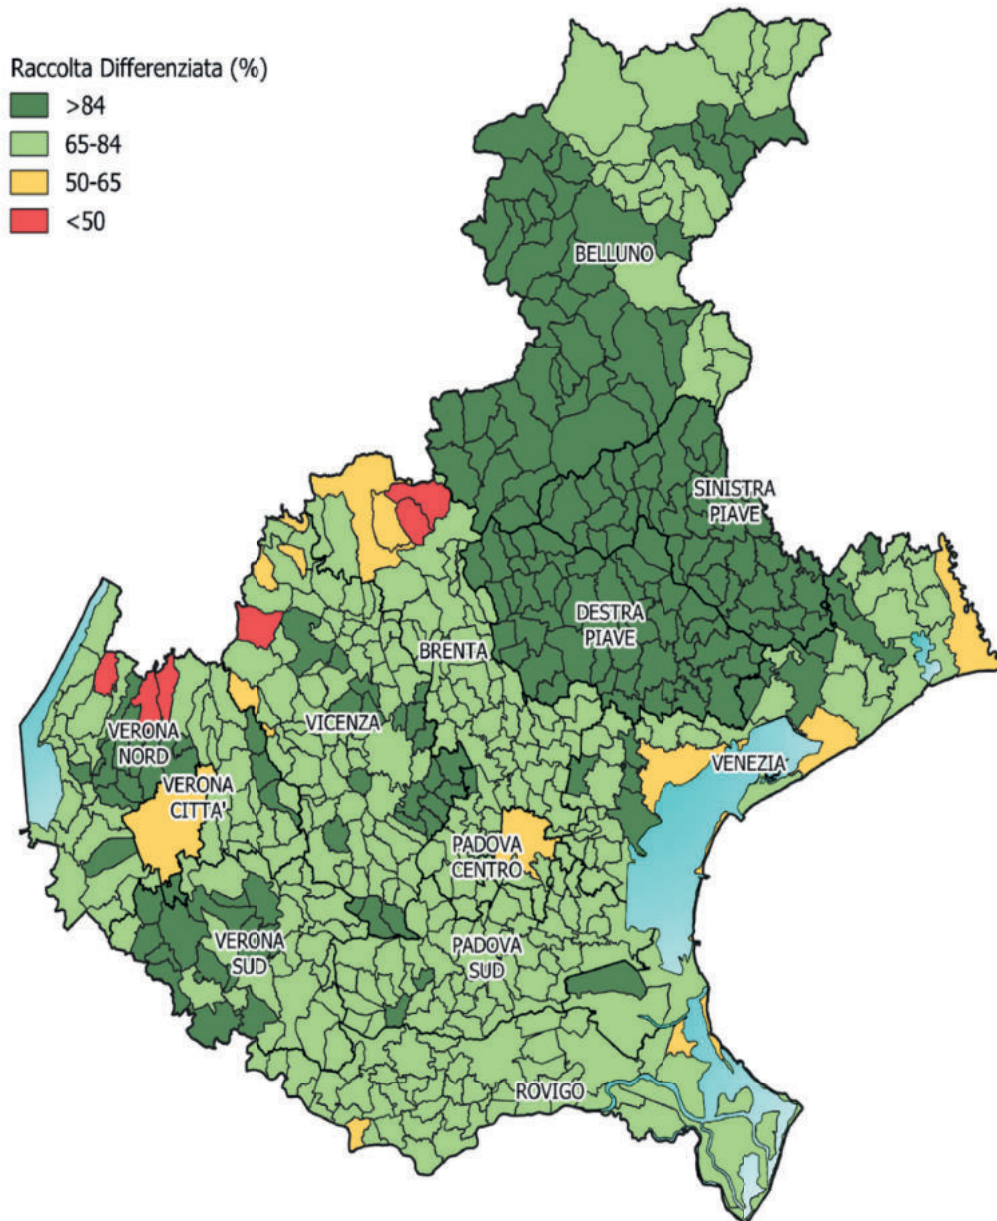 Raccolta Differenziata (%)
>84
65-84
50-65
<50
BELLUNO
SINISTRA
PIAVE
DESTRA
PIAVE
BRENTA
VICENZA
VERONA
NORD
VENEZIA
VERONA
CITTA'
PADOVA
CENTRO
VERONA
SUD
PADOVA
SUD
ROVIGO